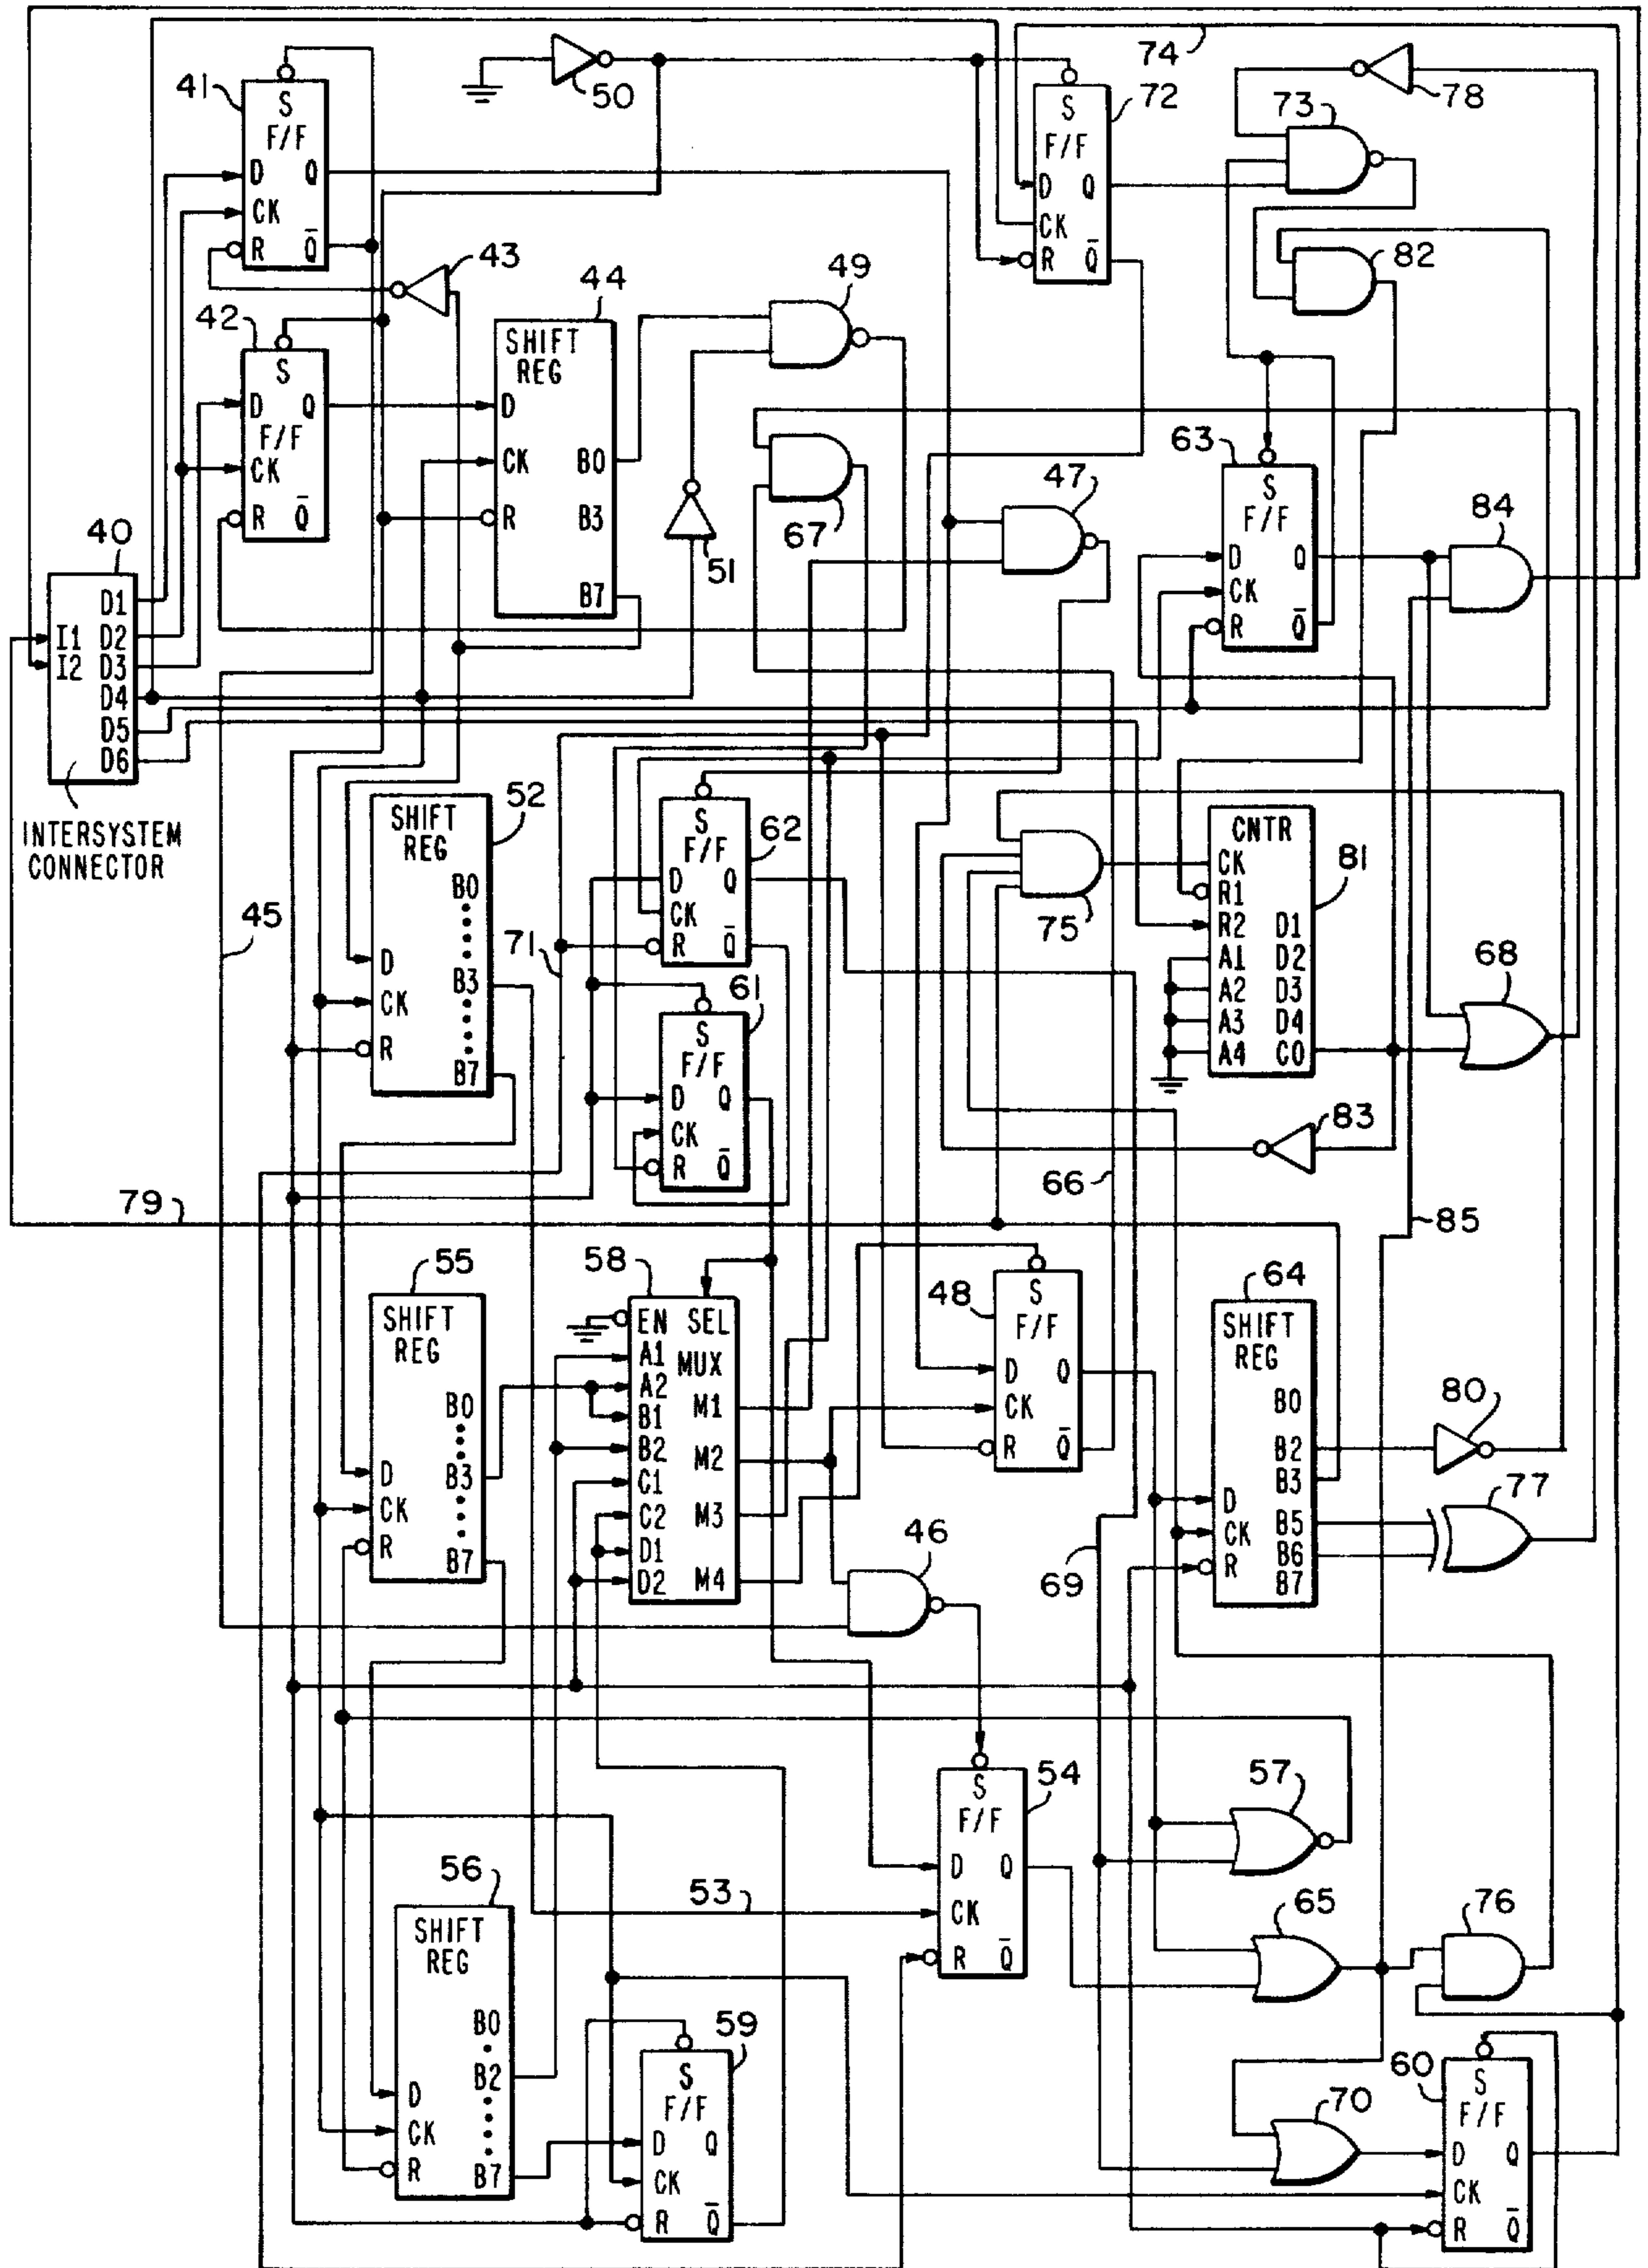 74
50
41
S
F/F
D Q
CK
R Q̅
72
S
F/F
D Q
CK
R Q̅
73
78
43
42
S
D Q
F/F
CK
R Q̅
44
SHIFT
REG
D
CK B0
R B3
B7
49
82
51
67
47
63
S
F/F
D Q
CK
R Q̅
84
40
D1
I1 D2
I2 D3
D4
D5
D6
INTERSYSTEM
CONNECTOR
45
52
SHIFT
REG
B0
D
B3
CK
R
B7
71
62
S
F/F
D Q
CK
R Q̅
61
S
F/F
D Q
CK
R Q̅
75
CNTR
81
CK
R1
R2 D1
A1 D2
A2 D3
A3 D4
A4 C0
68
83
66
79
85
55
SHIFT
REG
B0
D B3
CK
R
B7
58
EN SEL
A1 MUX
A2
B1 M1
B2 M2
C1
C2 M3
D1
D2 M4
48
S
F/F
D Q
CK
R Q̅
64
SHIFT
REG
B0
B2
B3
D
CK B5
R B6
B7
80
77
46
69
54
S
F/F
D Q
CK
R Q̅
57
53
65
76
56
SHIFT
REG
B0
B2
D
CK
R B7
59
S
F/F
D Q
CK
R Q̅
70
60
S
F/F
D Q
CK
R Q̅